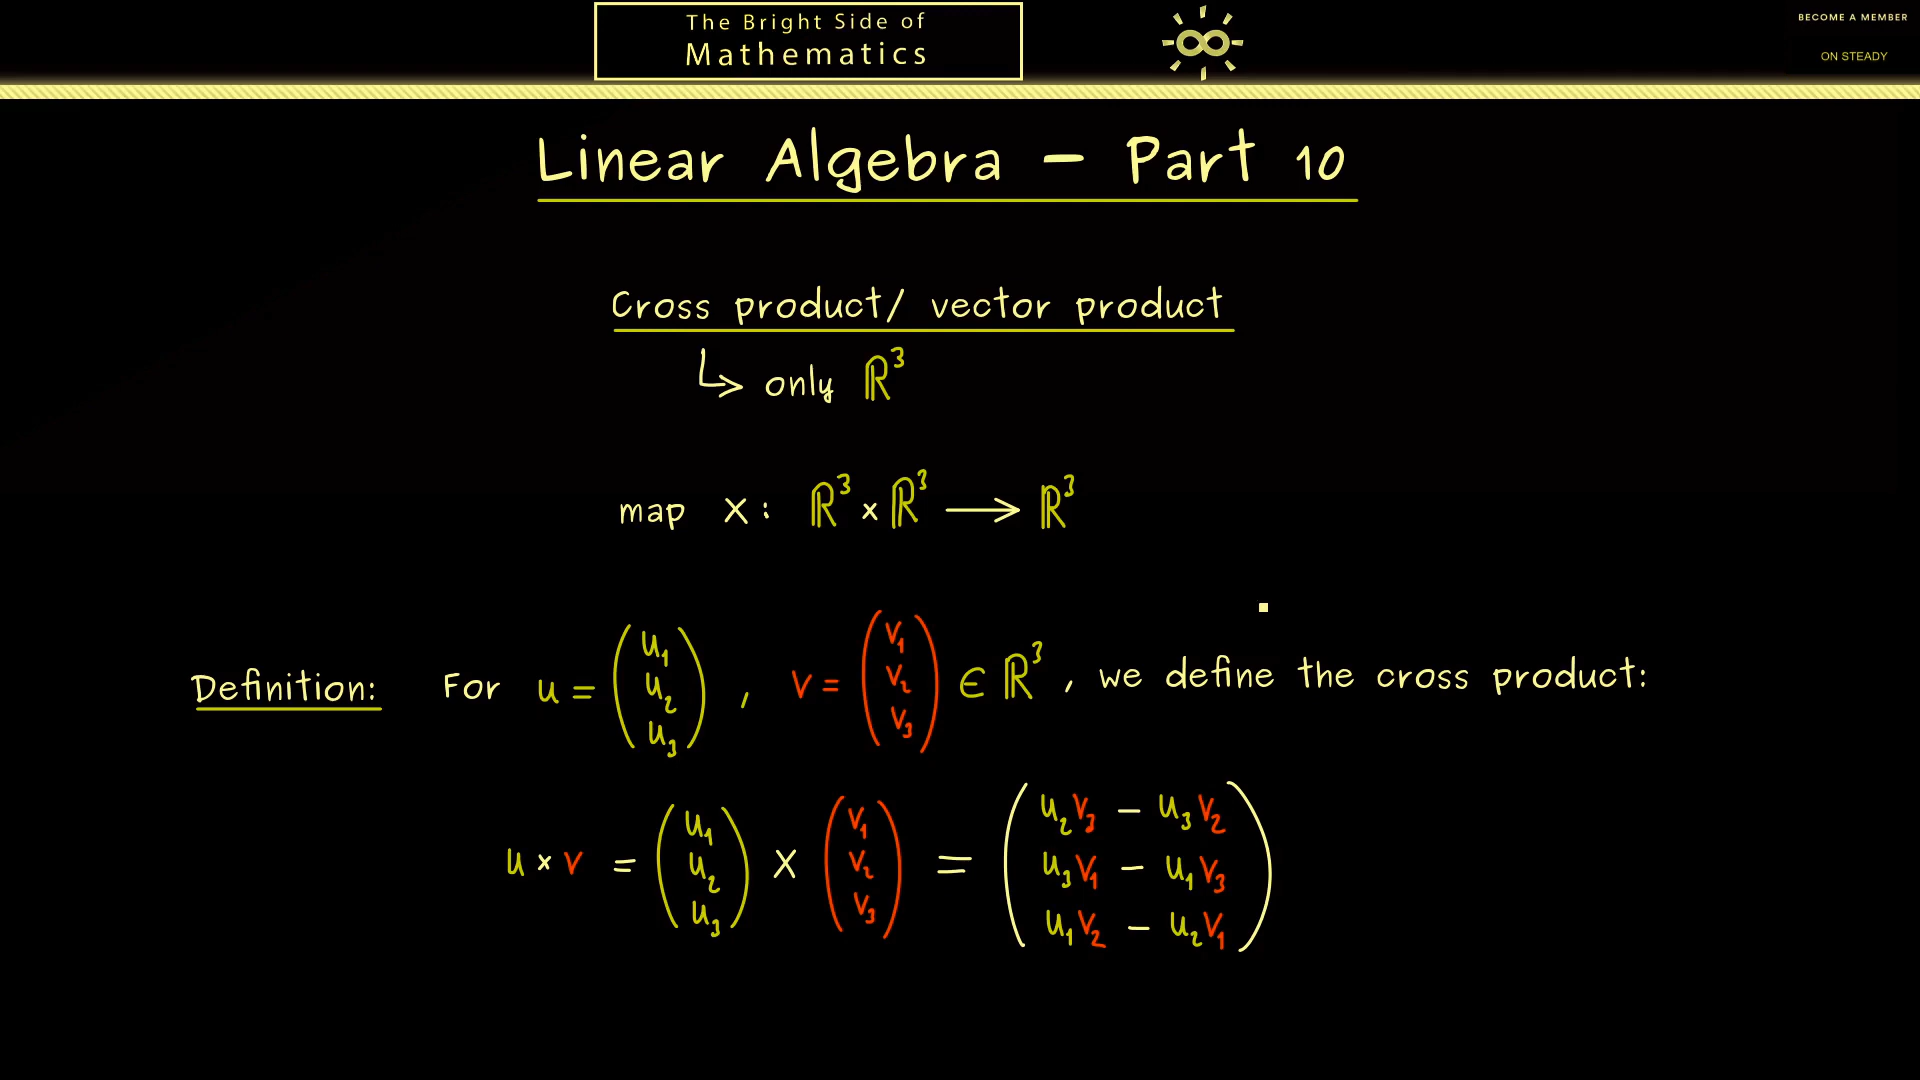 The Bright Side of
Mathematics
BECOME A MEMBER
ON STEADY
Linear Algebra – Part 10
Cross product/ vector product
↳ only ℝ³
map × : ℝ³ × ℝ³ ⟶ ℝ³
Definition: For u = (u₁ u₂ u₃) , v = (v₁ v₂ v₃) ∈ ℝ³ , we define the cross product:
u × v = (u₁ u₂ u₃) × (v₁ v₂ v₃) = (u₂v₃ – u₃v₂
u₃v₁ – u₁v₃
u₁v₂ – u₂v₁)